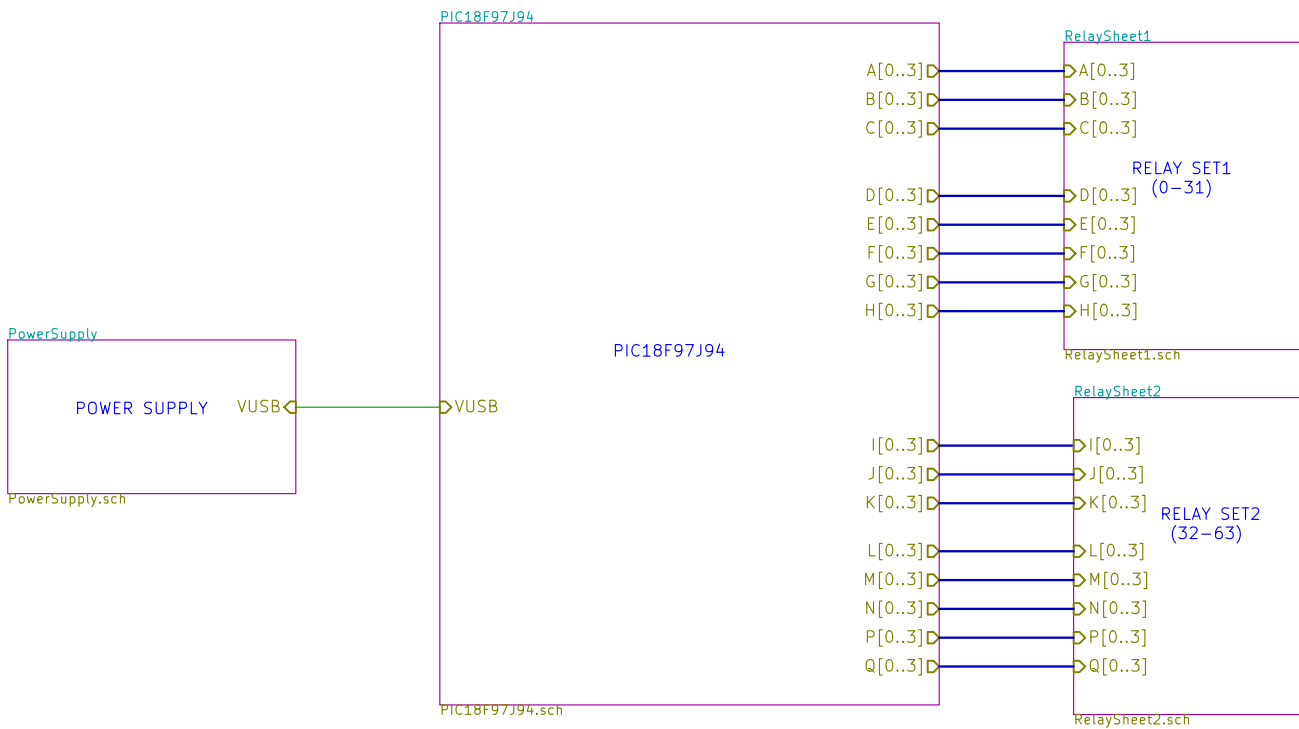 PIC18F97J94
A[0..3]
B[0..3]
C[0..3]
D[0..3]
E[0..3]
F[0..3]
G[0..3]
H[0..3]
PIC18F97J94
VUSB
I[0..3]
J[0..3]
K[0..3]
L[0..3]
M[0..3]
N[0..3]
P[0..3]
Q[0..3]
PIC18F97J94.sch
RelaySheet1
A[0..3]
B[0..3]
C[0..3]
RELAY SET1
(0-31)
D[0..3]
E[0..3]
F[0..3]
G[0..3]
H[0..3]
RelaySheet1.sch
PowerSupply
POWER SUPPLY
VUSB
PowerSupply.sch
RelaySheet2
I[0..3]
J[0..3]
K[0..3]
RELAY SET2
(32-63)
L[0..3]
M[0..3]
N[0..3]
P[0..3]
Q[0..3]
RelaySheet2.sch